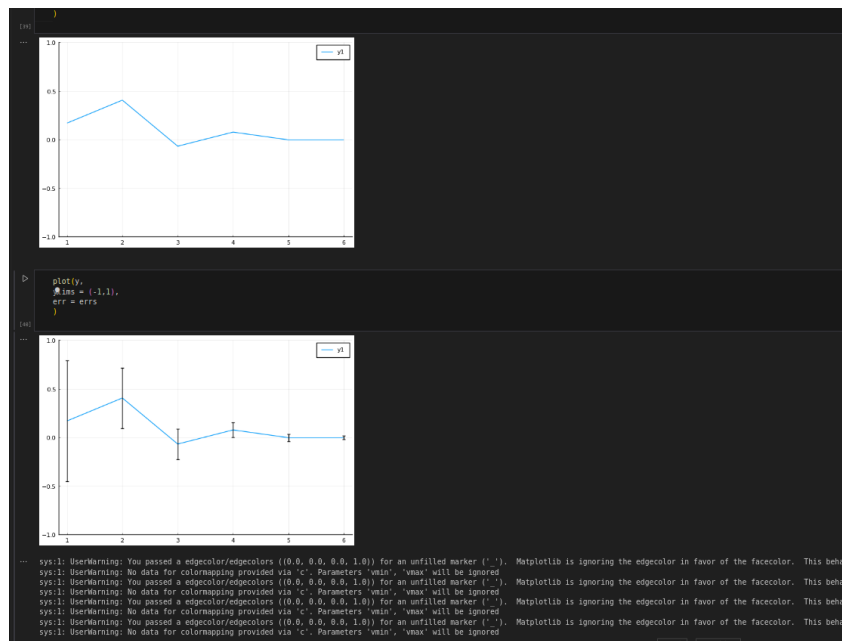 )
[39]
...
1.0
y1
0.5
0.0
−0.5
−1.0
1 2 3 4 5 6
plot(y,
ims = (-1,1),
err = errs
)
...
1.0
y1
0.5
0.0
−0.5
−1.0
1 2 3 4 5 6
... sys:1: UserWarning: You passed a edgecolor/edgecolors ((0.0, 0.0, 0.0, 1.0)) for an unfilled marker ('_').  Matplotlib is ignoring the edgecolor in favor of the facecolor.  This beha
sys:1: UserWarning: No data for colormapping provided via 'c'. Parameters 'vmin', 'vmax' will be ignored
sys:1: UserWarning: You passed a edgecolor/edgecolors ((0.0, 0.0, 0.0, 1.0)) for an unfilled marker ('_').  Matplotlib is ignoring the edgecolor in favor of the facecolor.  This beha
sys:1: UserWarning: No data for colormapping provided via 'c'. Parameters 'vmin', 'vmax' will be ignored
sys:1: UserWarning: You passed a edgecolor/edgecolors ((0.0, 0.0, 0.0, 1.0)) for an unfilled marker ('_').  Matplotlib is ignoring the edgecolor in favor of the facecolor.  This beha
sys:1: UserWarning: No data for colormapping provided via 'c'. Parameters 'vmin', 'vmax' will be ignored
sys:1: UserWarning: You passed a edgecolor/edgecolors ((0.0, 0.0, 0.0, 1.0)) for an unfilled marker ('_').  Matplotlib is ignoring the edgecolor in favor of the facecolor.  This beha
sys:1: UserWarning: No data for colormapping provided via 'c'. Parameters 'vmin', 'vmax' will be ignored